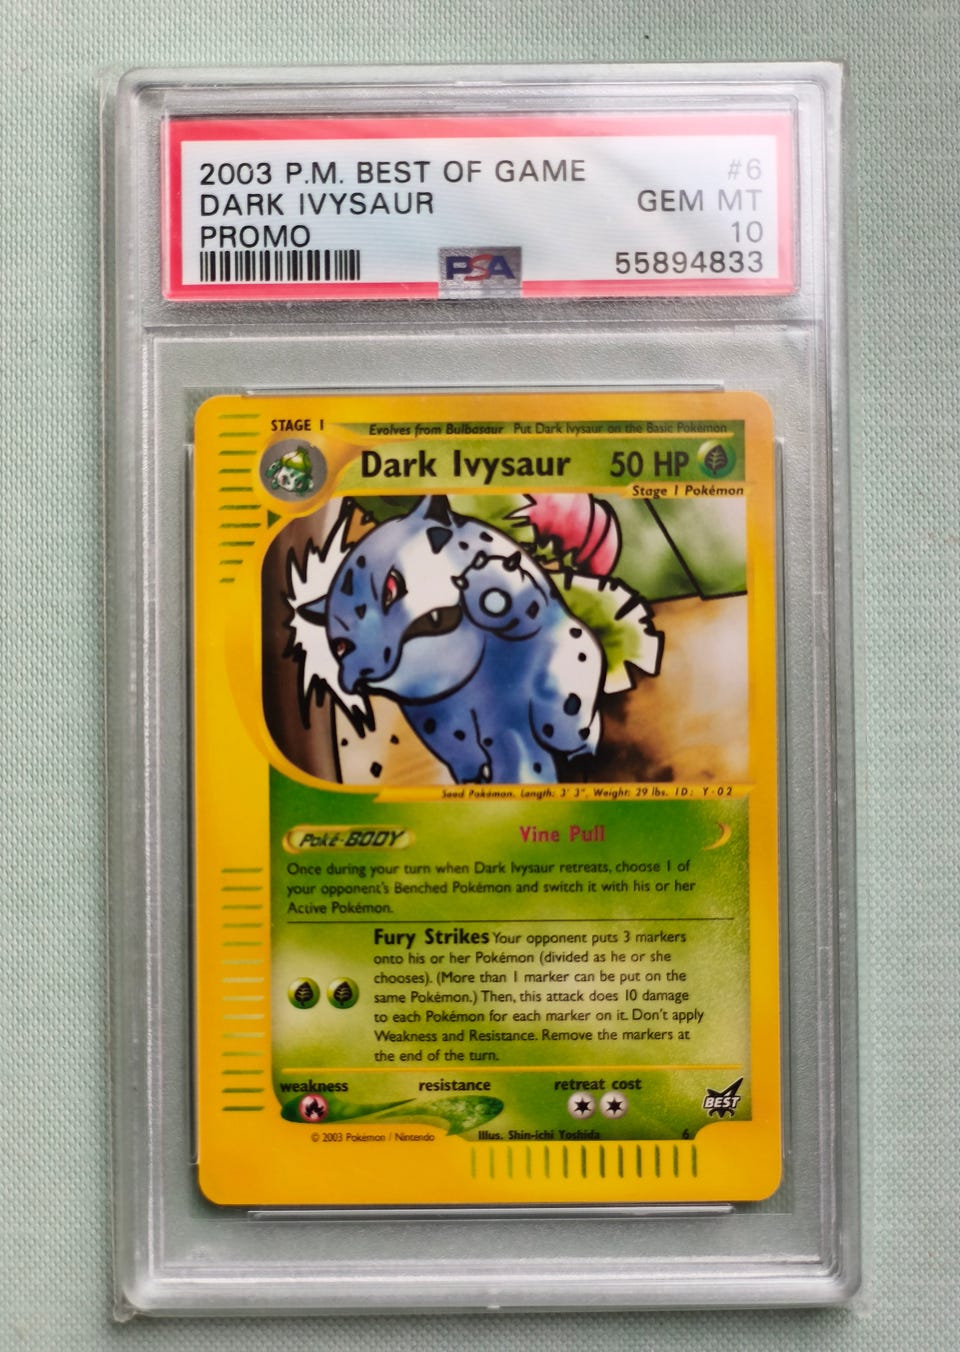 2003 P.M. BEST OF GAME #6
DARK IVYSAUR GEM MT
PROMO 10
PSA 55894833
STAGE 1 Evolves from Bulbasaur Put Dark Ivysaur on the Basic Pokémon
Dark Ivysaur 50 HP
Stage 1 Pokémon
Seed Pokémon. Length: 3' 3", Weight: 29 lbs. ID: Y-02
Poké-BODY Vine Pull
Once during your turn when Dark Ivysaur retreats, choose 1 of
your opponent's Benched Pokémon and switch it with his or her
Active Pokémon.
Fury Strikes Your opponent puts 3 markers
onto his or her Pokémon (divided as he or she
chooses). (More than 1 marker can be put on the
same Pokémon.) Then, this attack does 10 damage
to each Pokémon for each marker on it. Don't apply
Weakness and Resistance. Remove the markers at
the end of the turn.
weakness resistance retreat cost
BEST
© 2003 Pokémon / Nintendo Illus. Shin-ichi Yoshida 6